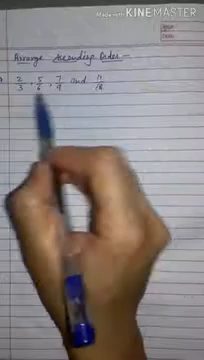 Made with KINEMASTER
Arrange Ascending Order -
2/3, 5/6, 7/9 and 11/18